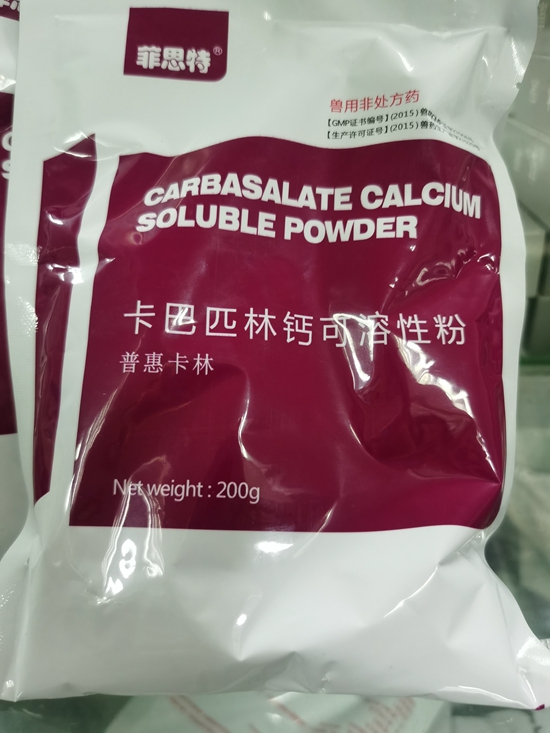 菲思特®
兽用非处方药
【GMP证书编号】(2015)
【生产许可证号】(2015)
CARBASALATE CALCIUM
SOLUBLE POWDER
卡巴匹林钙可溶性粉
普惠卡林
Net weight : 200g